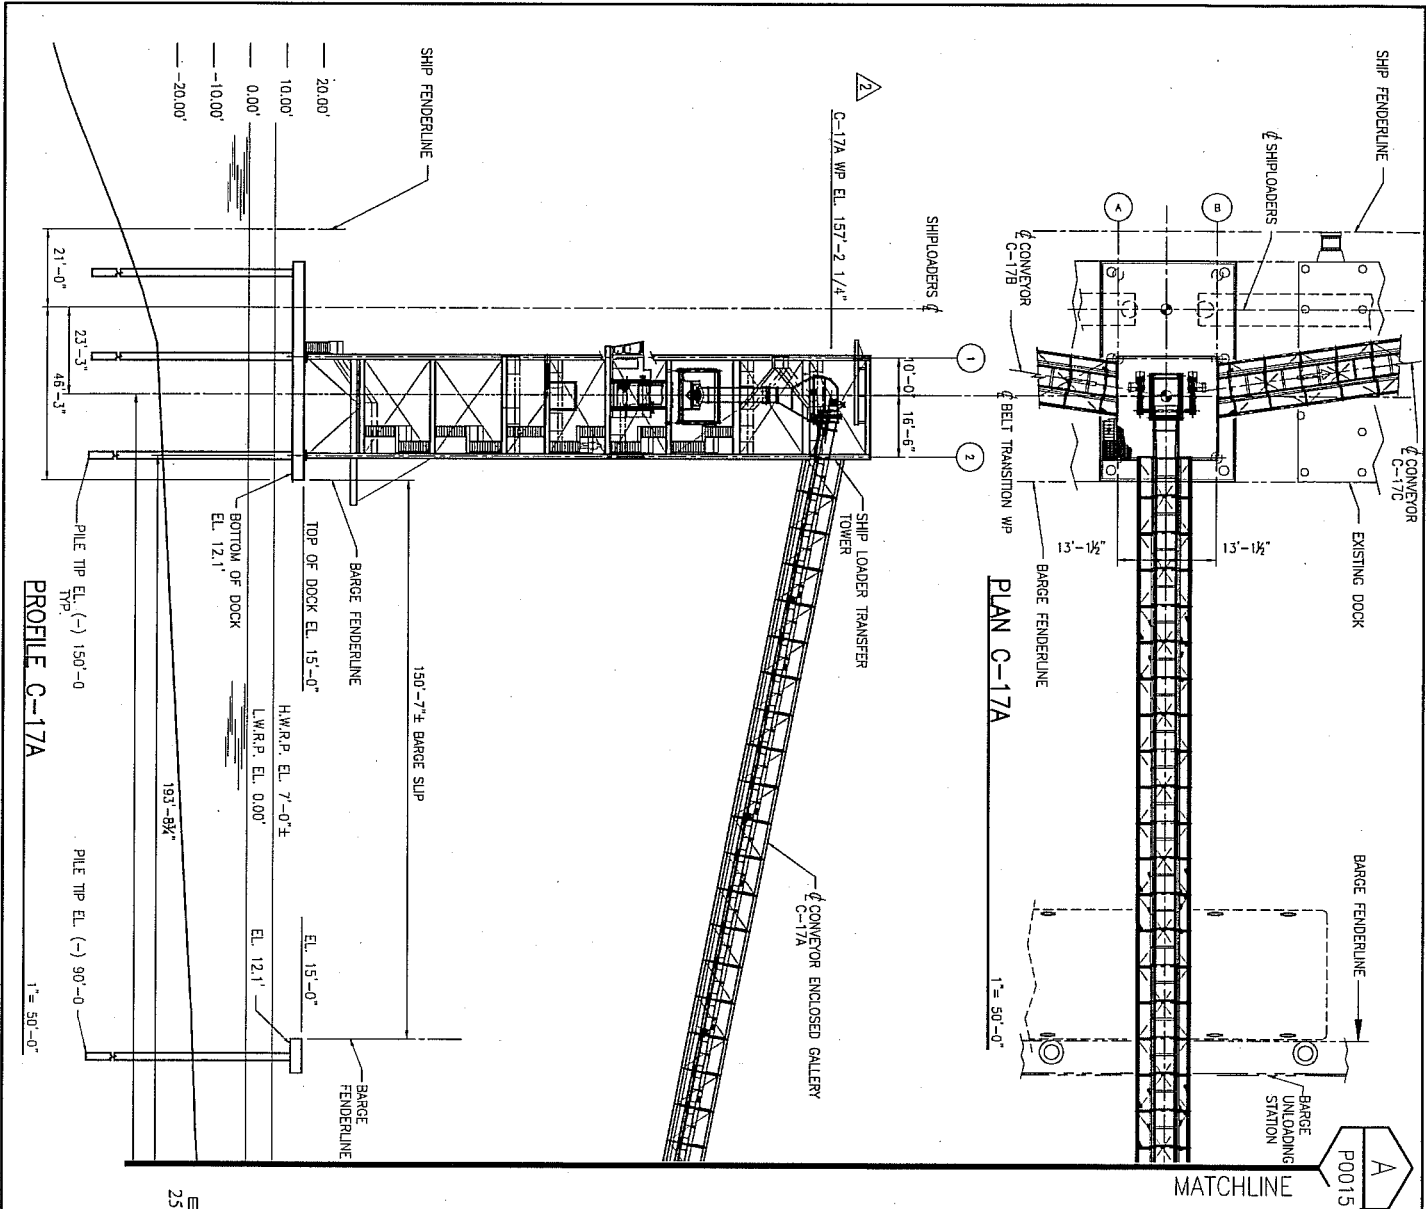 SHIP FENDERLINE
℄ SHIPLOADERS
A
B
℄ CONVEYOR
C-17B
℄ CONVEYOR
C-17C
EXISTING DOCK
13'-1½"
13'-1½"
BARGE FENDERLINE
℄ BELT TRANSITION WP
PLAN C-17A
1"= 50'-0"
BARGE FENDERLINE
BARGE
UNLOADING
STATION
A
P0015
MATCHLINE
2
C-17A WP EL. 157'-2 1/4"
SHIPLOADERS ℄
1
2
10'-0"
16'-6"
SHIP LOADER TRANSFER
TOWER
℄ CONVEYOR ENCLOSED GALLERY
C-17A
SHIP FENDERLINE
20.00'
10.00'
0.00'
-10.00'
-20.00'
21'-0"
23'-3"
46'-3"
BARGE FENDERLINE
TOP OF DOCK EL. 15'-0"
BOTTOM OF DOCK
EL. 12.1'
PILE TIP EL. (-) 150'-0
TYP.
150'-7"± BARGE SLIP
H.W.R.P. EL. 7'-0"±
L.W.R.P. EL. 0.00'
193'-8¾"
EL. 15'-0"
EL. 12.1'
PILE TIP EL. (-) 90'-0
BARGE
FENDERLINE
PROFILE C-17A
1"= 50'-0"
25